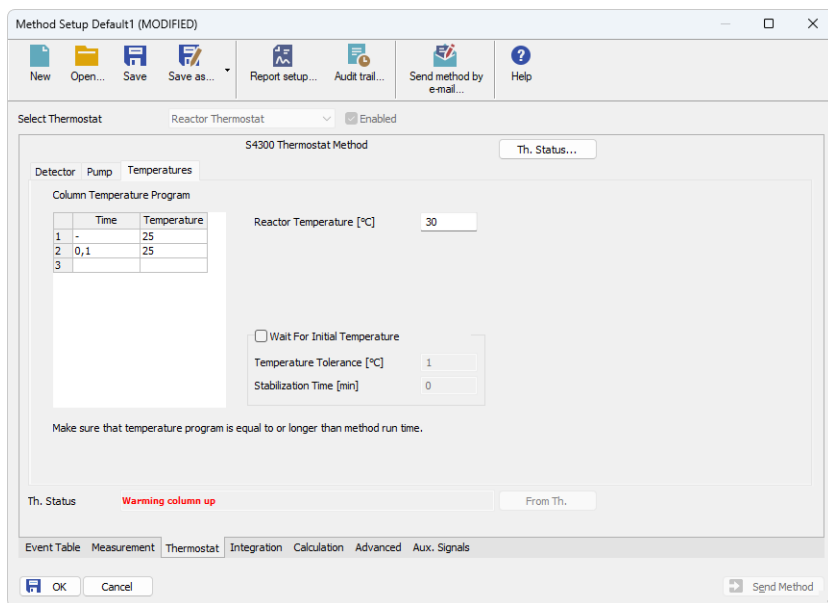 Method Setup Default1 (MODIFIED)
New Open... Save Save as... Report setup... Audit trail... Send method by e-mail... Help
Select Thermostat Reactor Thermostat Enabled
S4300 Thermostat Method Th. Status...
Detector Pump Temperatures
Column Temperature Program
Time Temperature
1 - 25
2 0,1 25
3
Reactor Temperature [°C] 30
Wait For Initial Temperature
Temperature Tolerance [°C] 1
Stabilization Time [min] 0
Make sure that temperature program is equal to or longer than method run time.
Th. Status Warming column up From Th.
Event Table Measurement Thermostat Integration Calculation Advanced Aux. Signals
OK Cancel Send Method